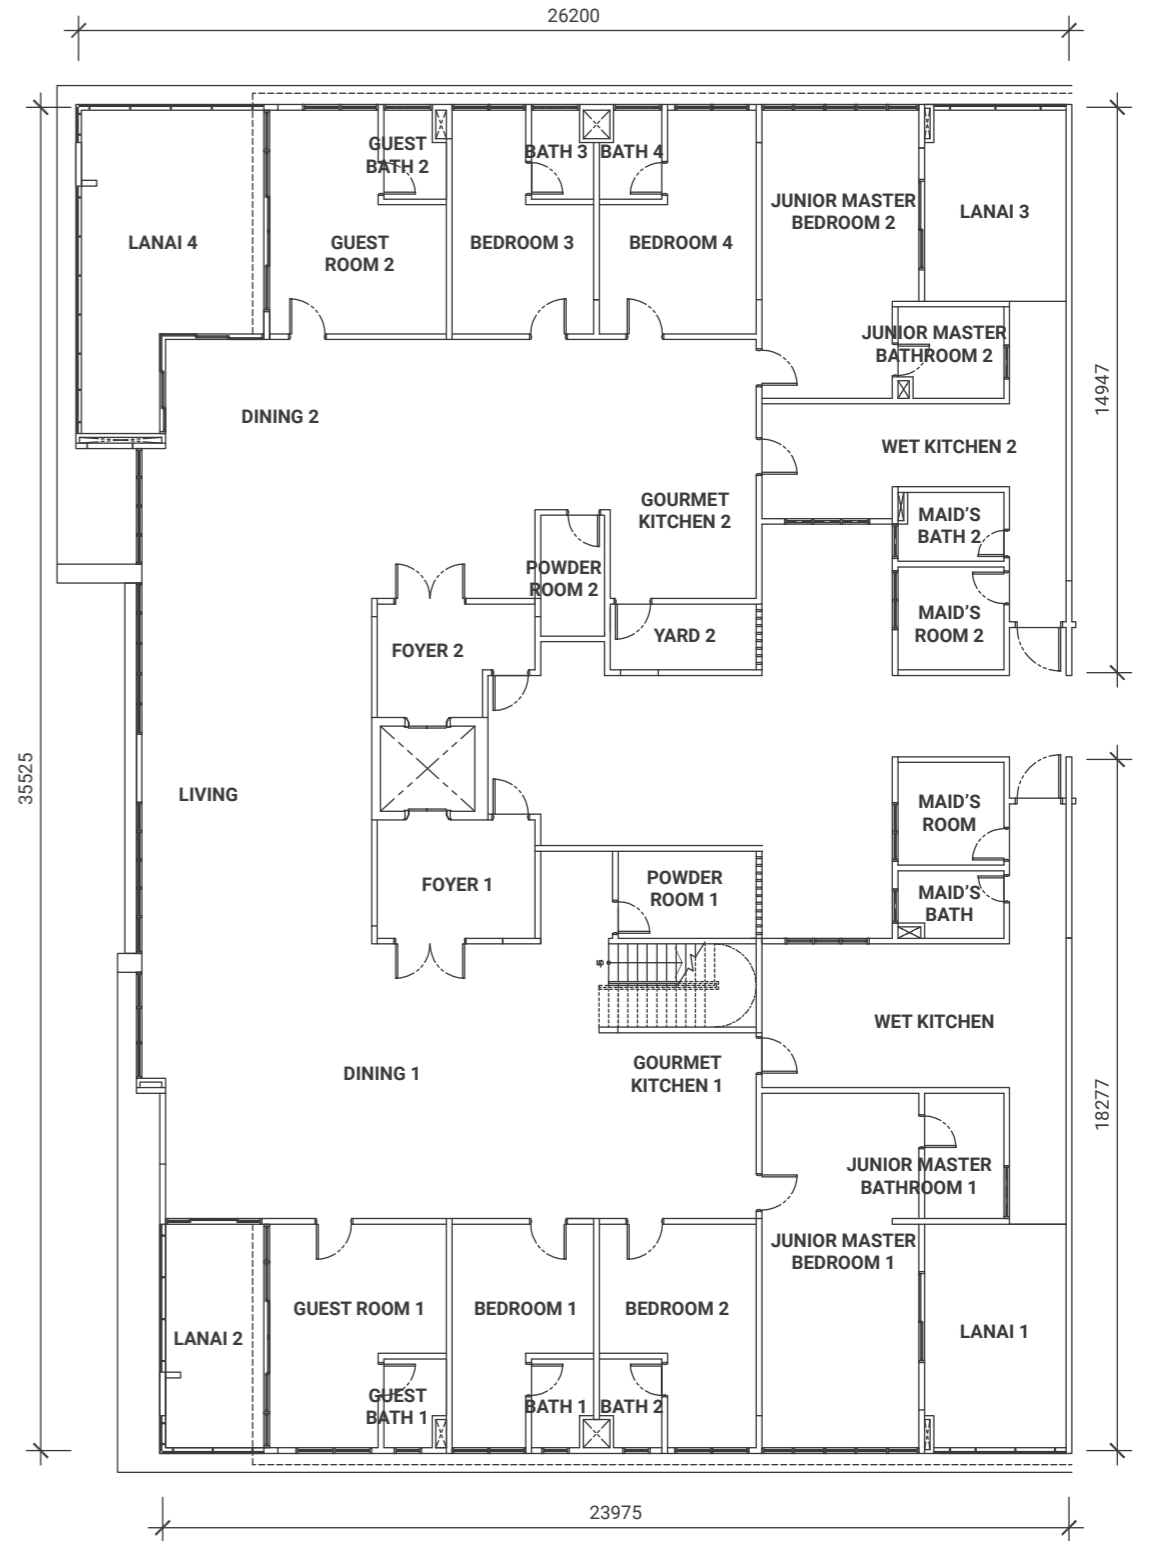 26200
GUEST
BATH 2
BATH 3
BATH 4
JUNIOR MASTER
BEDROOM 2
LANAI 3
LANAI 4
GUEST
ROOM 2
BEDROOM 3
BEDROOM 4
JUNIOR MASTER
BATHROOM 2
14947
DINING 2
WET KITCHEN 2
GOURMET
KITCHEN 2
MAID'S
BATH 2
POWDER
ROOM 2
MAID'S
ROOM 2
FOYER 2
YARD 2
35525
LIVING
MAID'S
ROOM
FOYER 1
POWDER
ROOM 1
MAID'S
BATH
WET KITCHEN
DINING 1
GOURMET
KITCHEN 1
18277
JUNIOR MASTER
BATHROOM 1
JUNIOR MASTER
BEDROOM 1
GUEST ROOM 1
BEDROOM 1
BEDROOM 2
LANAI 2
LANAI 1
GUEST
BATH 1
BATH 1
BATH 2
23975